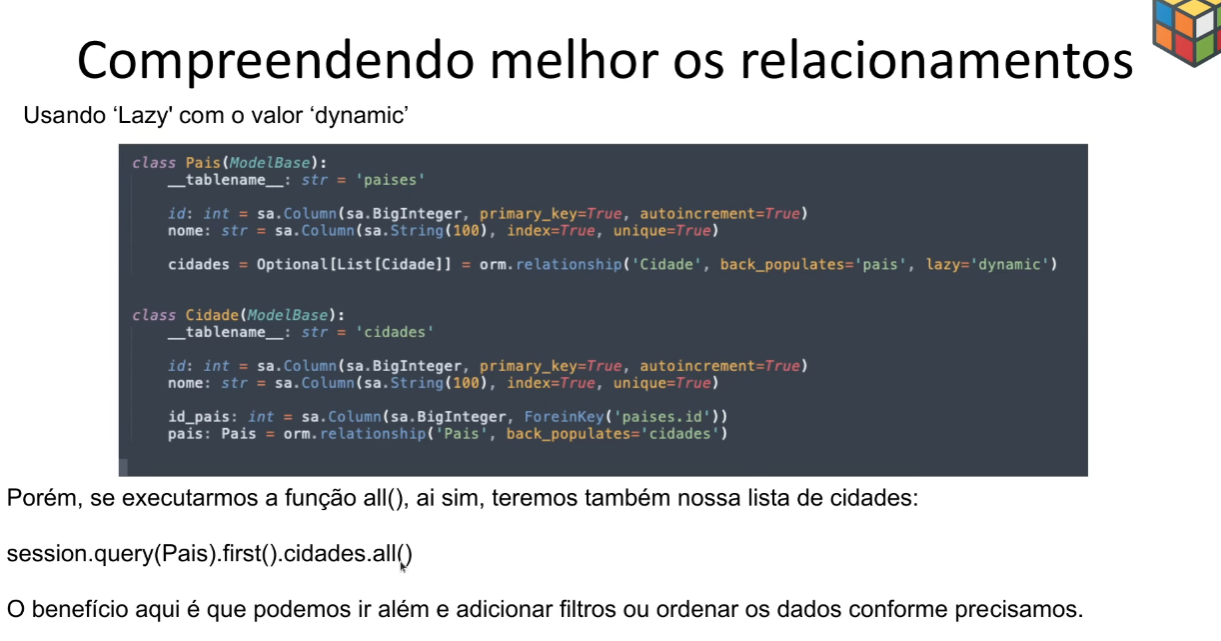 Compreendendo melhor os relacionamentos
Usando ‘Lazy' com o valor ‘dynamic’
class Pais(ModelBase):
    __tablename__: str = 'paises'
    id: int = sa.Column(sa.BigInteger, primary_key=True, autoincrement=True)
    nome: str = sa.Column(sa.String(100), index=True, unique=True)
    cidades = Optional[List[Cidade]] = orm.relationship('Cidade', back_populates='pais', lazy='dynamic')
class Cidade(ModelBase):
    __tablename__: str = 'cidades'
    id: int = sa.Column(sa.BigInteger, primary_key=True, autoincrement=True)
    nome: str = sa.Column(sa.String(100), index=True, unique=True)
    id_pais: int = sa.Column(sa.BigInteger, ForeinKey('paises.id'))
    pais: Pais = orm.relationship('Pais', back_populates='cidades')
Porém, se executarmos a função all(), ai sim, teremos também nossa lista de cidades:
session.query(Pais).first().cidades.all()
O benefício aqui é que podemos ir além e adicionar filtros ou ordenar os dados conforme precisamos.